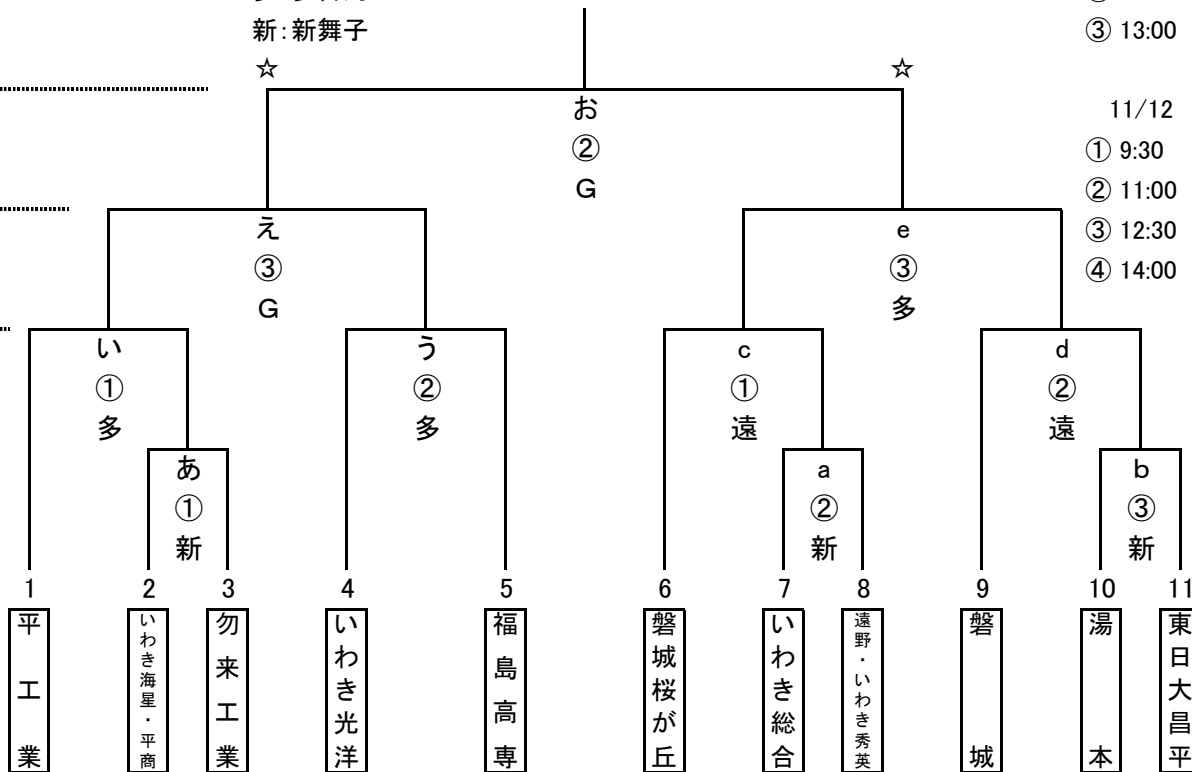 新：新舞子
③ 13:00
☆
☆
お
②
G
11/12
① 9:30
② 11:00
③ 12:30
④ 14:00
え
③
G
e
③
多
い
①
多
う
②
多
c
①
遠
d
②
遠
あ
①
新
a
②
新
b
③
新
1
2
3
4
5
6
7
8
9
10
11
平工業
いわき海星・平商
勿来工業
いわき光洋
福島高専
磐城桜が丘
いわき総合
遠野・いわき秀英
磐城
湯本
東日大昌平